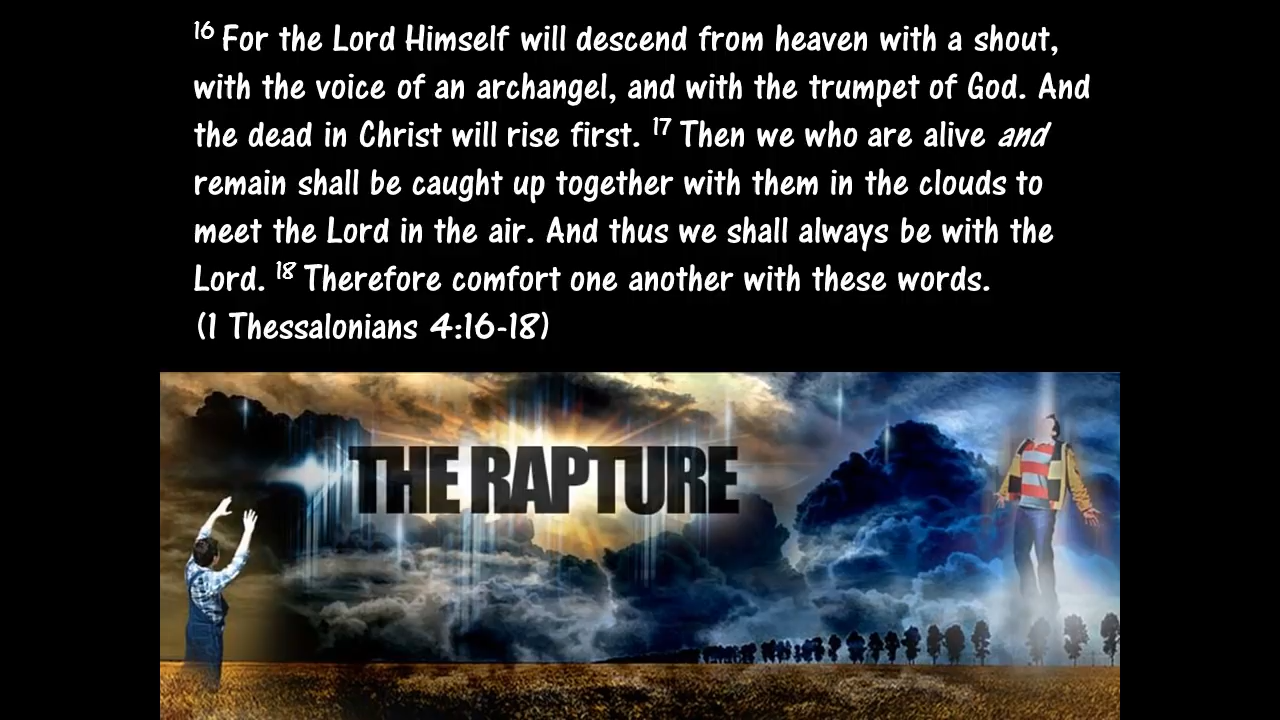 16 For the Lord Himself will descend from heaven with a shout,
with the voice of an archangel, and with the trumpet of God. And
the dead in Christ will rise first. 17 Then we who are alive and
remain shall be caught up together with them in the clouds to
meet the Lord in the air. And thus we shall always be with the
Lord. 18 Therefore comfort one another with these words.
(1 Thessalonians 4:16-18)
THE RAPTURE